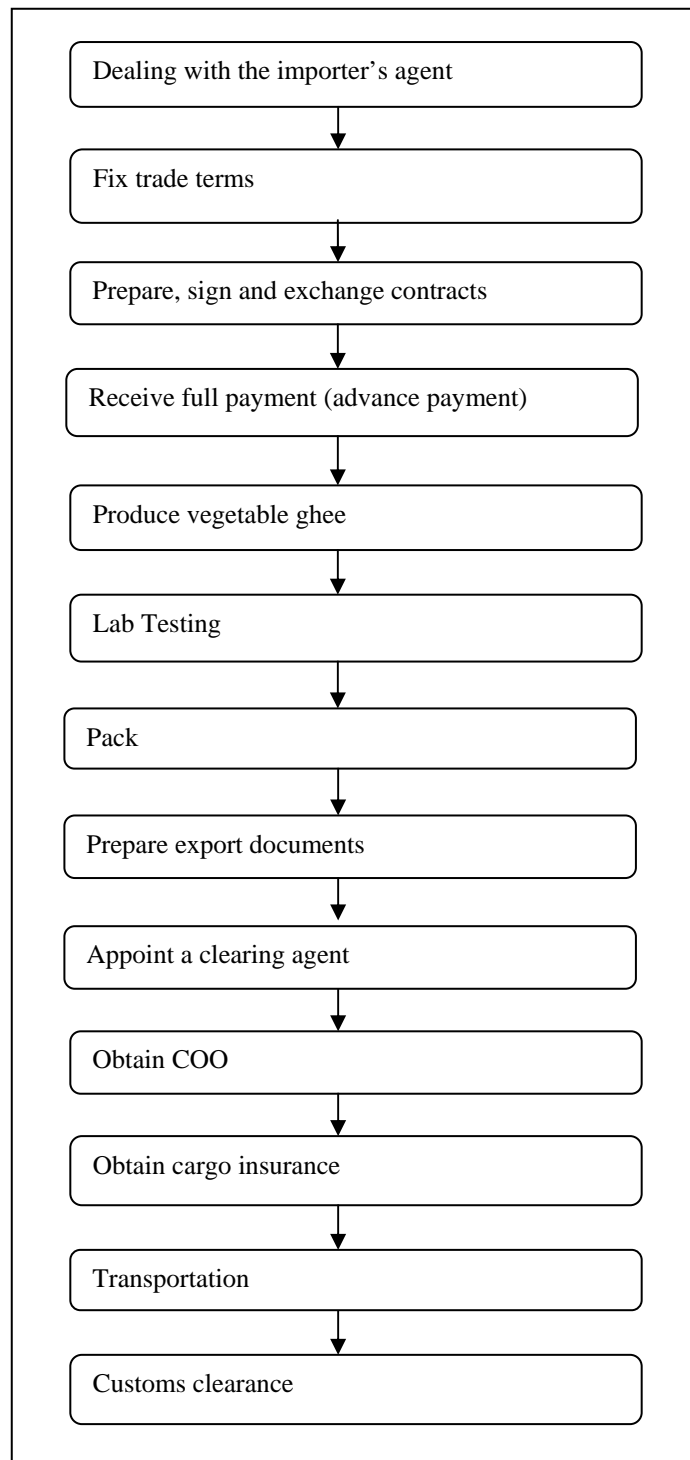 Dealing with the importer’s agent
Fix trade terms
Prepare, sign and exchange contracts
Receive full payment (advance payment)
Produce vegetable ghee
Lab Testing
Pack
Prepare export documents
Appoint a clearing agent
Obtain COO
Obtain cargo insurance
Transportation
Customs clearance